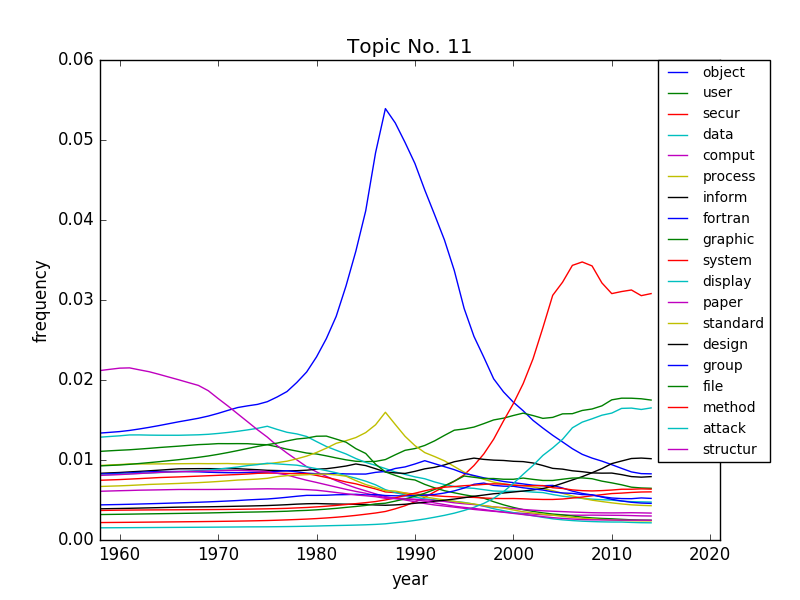 Topic No. 11
0.06
0.05
0.04
0.03
0.02
0.01
0.00
frequency
1960
1970
1980
1990
2000
2010
2020
year
object
user
secur
data
comput
process
inform
fortran
graphic
system
display
paper
standard
design
group
file
method
attack
structur